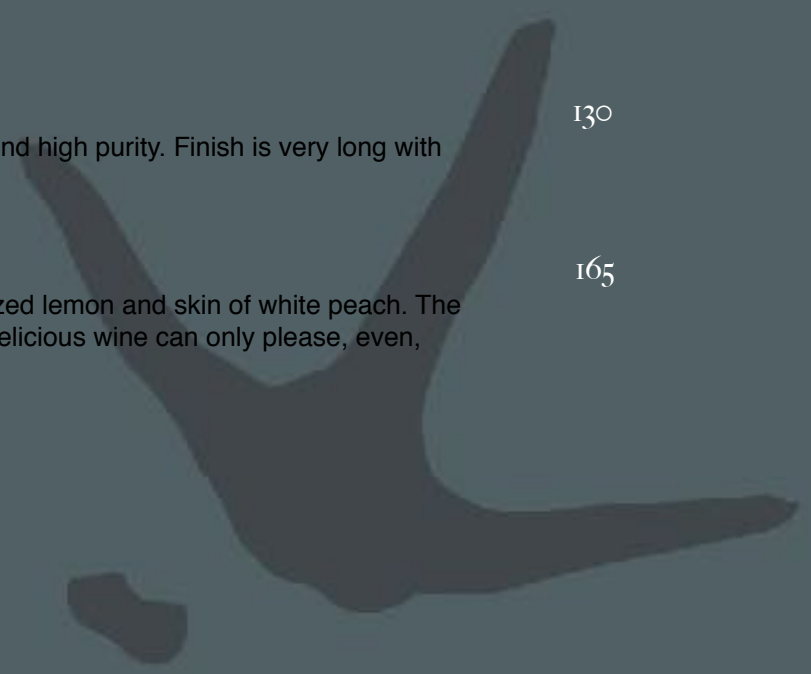 130
nd high purity. Finish is very long with
165
zed lemon and skin of white peach. The
elicious wine can only please, even,